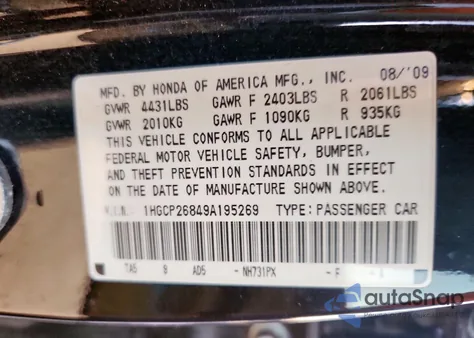 MFD. BY HONDA OF AMERICA MFG., INC. 08/'09
GVWR 4431LBS GAWR F 2403LBS R 2061LBS
GVWR 2010KG GAWR F 1090KG R 935KG
THIS VEHICLE CONFORMS TO ALL APPLICABLE
FEDERAL MOTOR VEHICLE SAFETY, BUMPER,
AND THEFT PREVENTION STANDARDS IN EFFECT
ON THE DATE OF MANUFACTURE SHOWN ABOVE.
V.I.N. 1HGCP26849A195269 TYPE: PASSENGER CAR
TA5 B AD5 - NH731PX - F - A
autoSnap